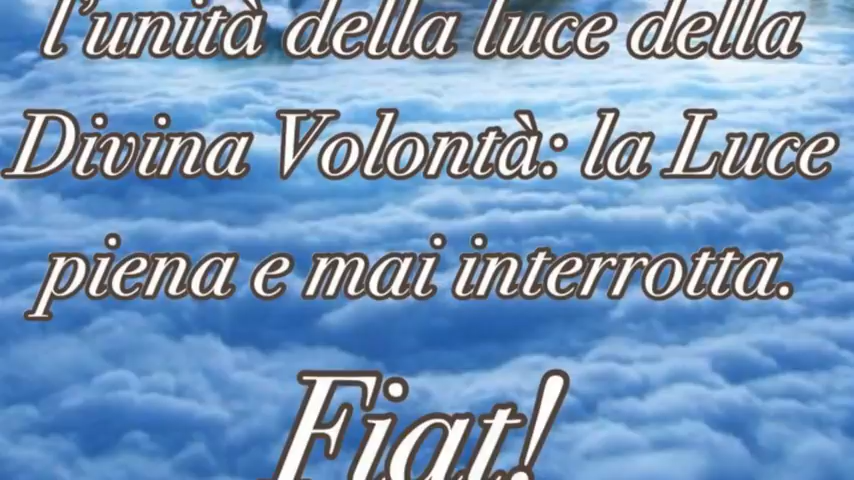 l'unità della luce della
Divina Volontà: la Luce
piena e mai interrotta.
Fiat!